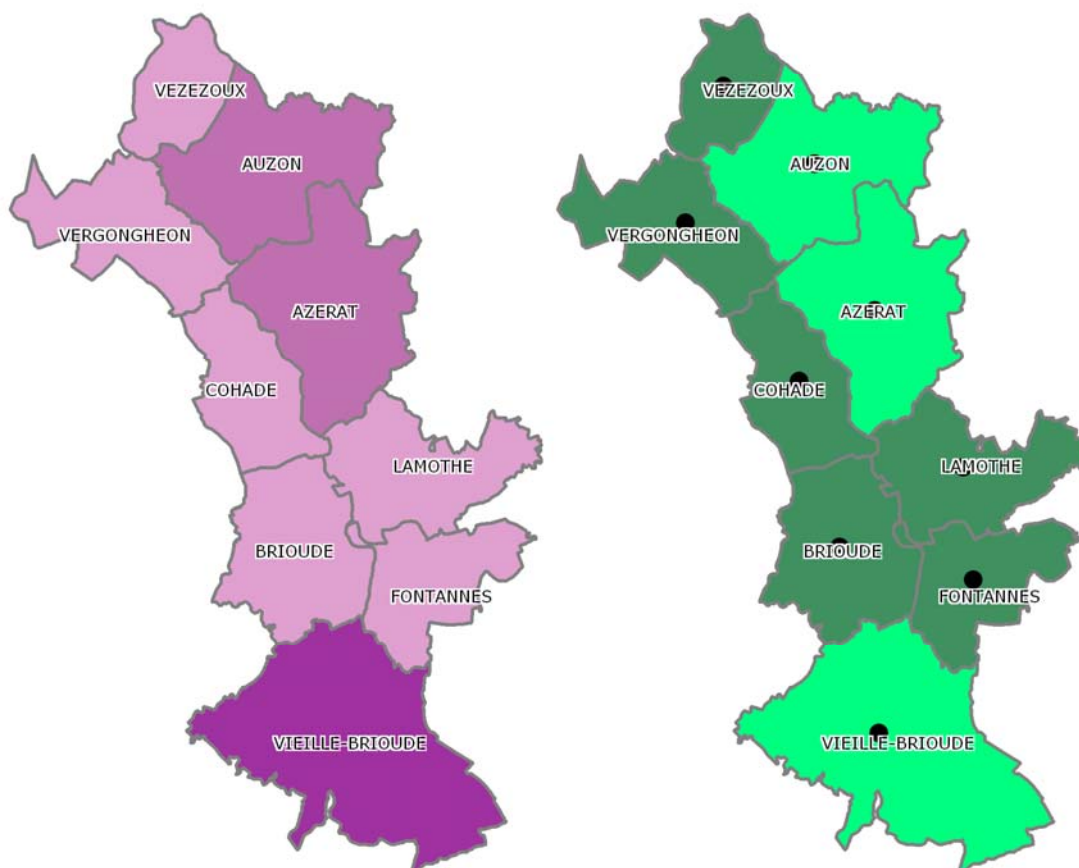 VEZEZOUX
AUZON
VERGONGHEON
AZERAT
COHADE
LAMOTHE
BRIOUDE
FONTANNES
VIEILLE-BRIOUDE
VEZEZOUX
AUZON
VERGONGHEON
AZERAT
COHADE
LAMOTHE
BRIOUDE
FONTANNES
VIEILLE-BRIOUDE